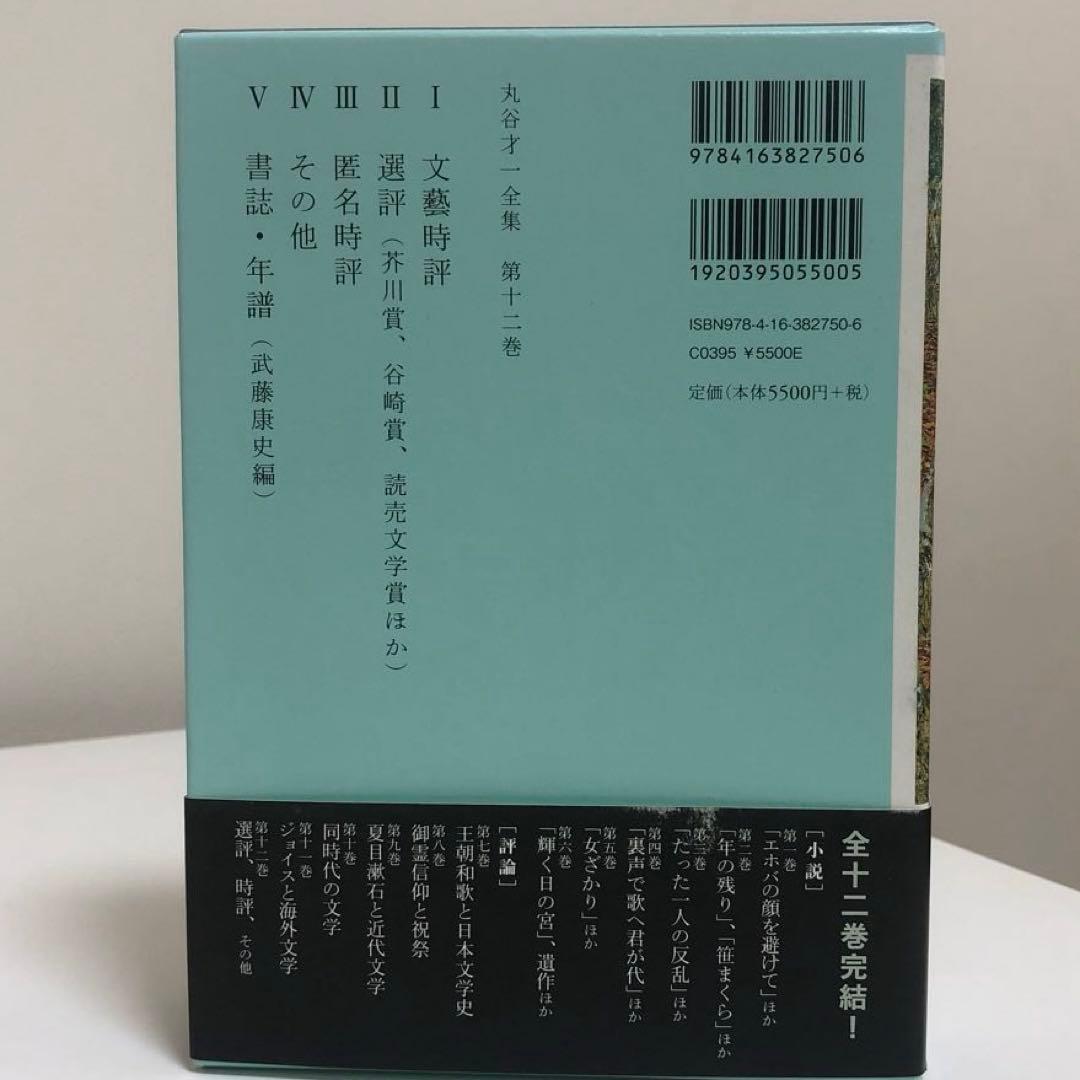 9784163827506
1920395055005
ISBN978-4-16-382750-6
C0395 ¥5500E
定価(本体5500円+税)
丸谷才一全集 第十二巻
Ⅰ 文藝時評
Ⅱ 選評(芥川賞、谷崎賞、読売文学賞ほか)
Ⅲ 匿名時評
Ⅳ その他
Ⅴ 書誌・年譜(武藤康史編)
全十二巻完結!
[小説]
第一巻
「エホバの顔を避けて」ほか
第二巻
「年の残り」、「笹まくら」ほか
第三巻
「たった一人の反乱」ほか
第四巻
「裏声で歌へ君が代」ほか
第五巻
「女ざかり」ほか
第六巻
「輝く日の宮」、遺作ほか
[評論]
第七巻
王朝和歌と日本文学史
第八巻
御霊信仰と祝祭
第九巻
夏目漱石と近代文学
第十巻
同時代の文学
第十一巻
ジョイスと海外文学
第十二巻
選評、時評、その他